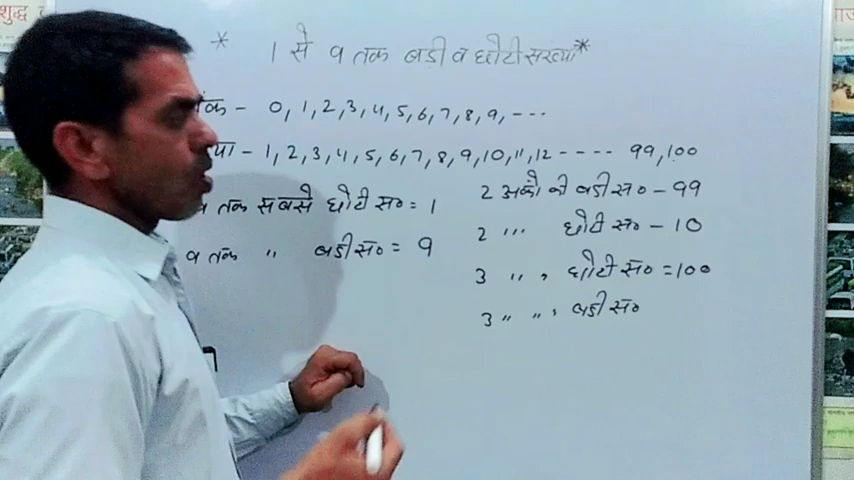 शुद्ध
* 1 से 9 तक बडी व छोटी संख्या *
अंक - 0, 1, 2, 3, 4, 5, 6, 7, 8, 9, ---
ख्या - 1, 2, 3, 4, 5, 6, 7, 8, 9, 10, 11, 12 ---- 99, 100
तक सबसे छोटी सं० = 1
9 तक " बडी सं० = 9
2 अंको की बडी सं० - 99
2 " ' छोटी सं० - 10
3 " , छोटी सं० = 100
3 " " , बडी सं०